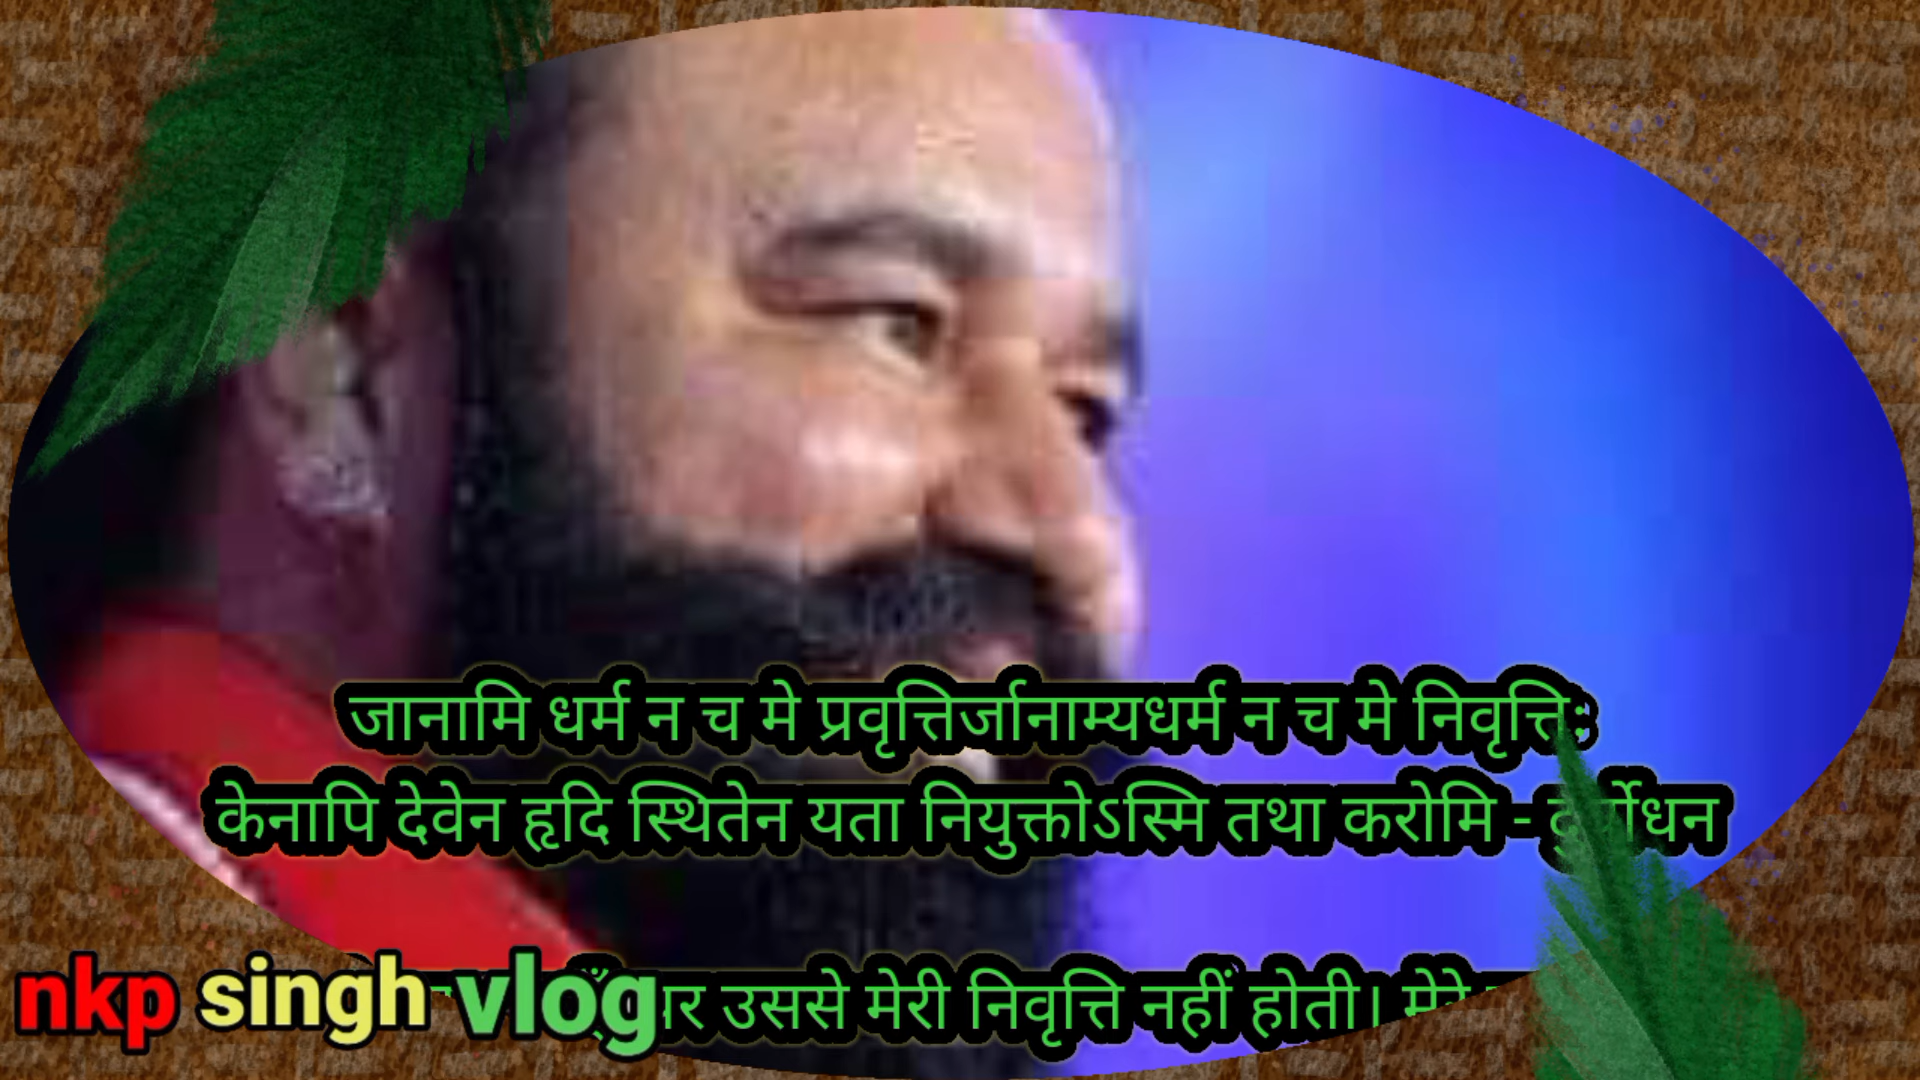 जानामि धर्म न च मे प्रवृत्तिर्जानाम्यधर्म न च मे निवृत्तिः
केनापि देवेन हृदि स्थितेन यता नियुक्तोऽस्मि तथा करोमि -
उससे मेरी निवृत्ति नहीं होती।
nkp singh vlog